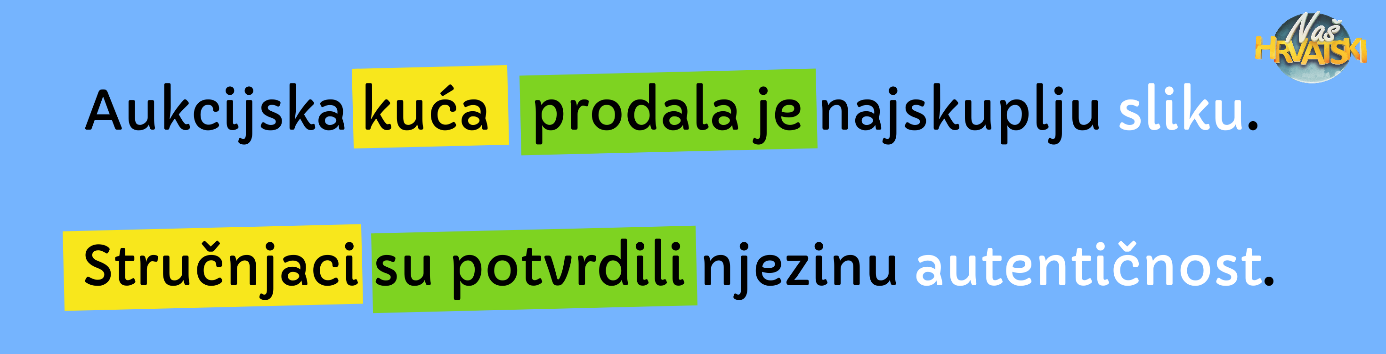 Naš
HRVATSKI
Aukcijska kuća prodala je najskuplju sliku.
Stručnjaci su potvrdili njezinu autentičnost.